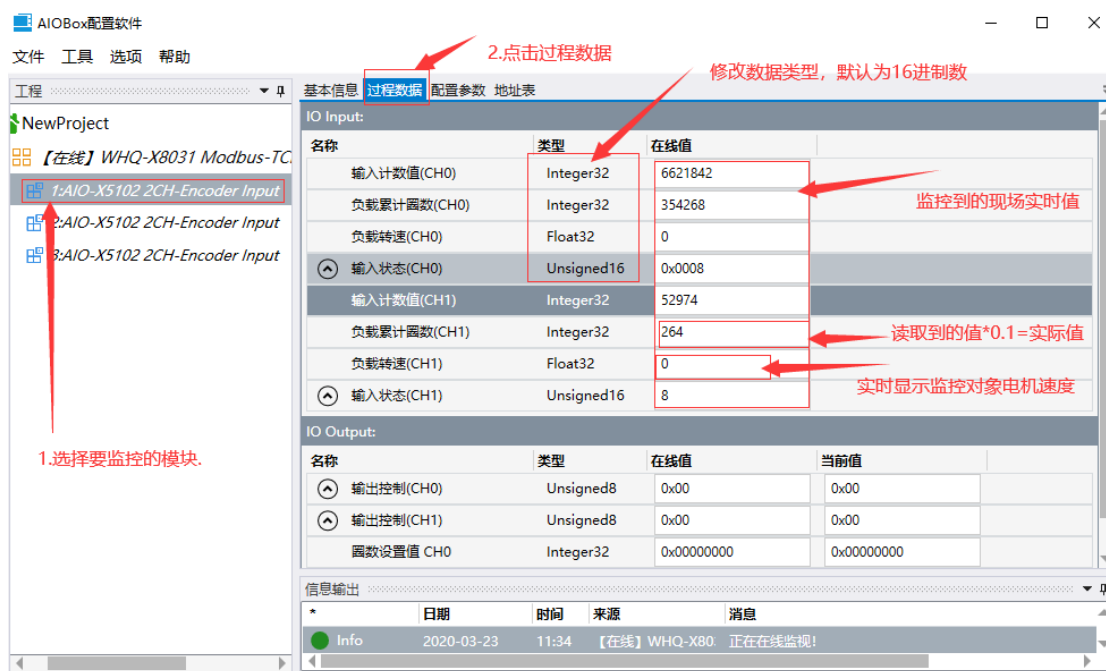 AIOBox配置软件
文件 工具 选项 帮助
2.点击过程数据
修改数据类型，默认为16进制数
工程
基本信息 过程数据 配置参数 地址表
NewProject
【在线】WHQ-X8031 Modbus-TC
1:AIO-X5102 2CH-Encoder Input
2:AIO-X5102 2CH-Encoder Input
3:AIO-X5102 2CH-Encoder Input
1.选择要监控的模块.
IO Input:
名称 类型 在线值
输入计数值(CH0) Integer32 6621842
负载累计圈数(CH0) Integer32 354268
监控到的现场实时值
负载转速(CH0) Float32 0
输入状态(CH0) Unsigned16 0x0008
输入计数值(CH1) Integer32 52974
负载累计圈数(CH1) Integer32 264
读取到的值*0.1=实际值
负载转速(CH1) Float32 0
实时显示监控对象电机速度
输入状态(CH1) Unsigned16 8
IO Output:
名称 类型 在线值 当前值
输出控制(CH0) Unsigned8 0x00 0x00
输出控制(CH1) Unsigned8 0x00 0x00
圈数设置值 CH0 Integer32 0x00000000 0x00000000
信息输出
* 日期 时间 来源 消息
Info 2020-03-23 11:34 【在线】WHQ-X80 正在在线监视!